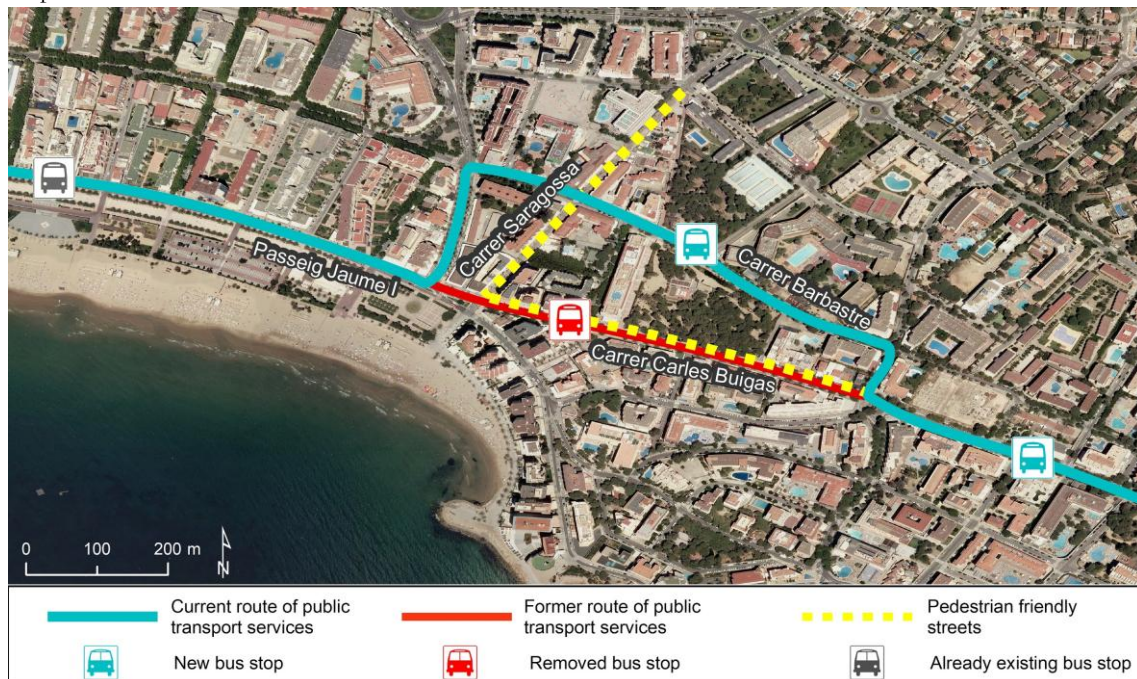 Carrer Saragossa
Passeig Jaume I
Carrer Barbastre
Carrer Carles Buigas
0 100 200 m
N
Current route of public
transport services
Former route of public
transport services
Pedestrian friendly
streets
New bus stop
Removed bus stop
Already existing bus stop